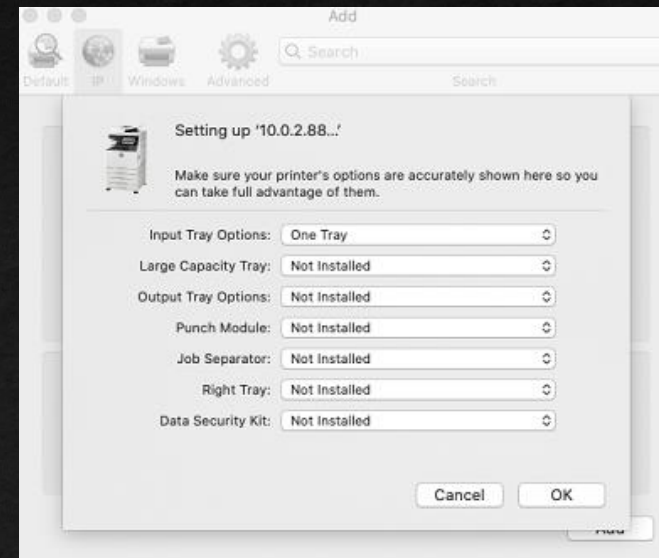 Add
Search
Default IP Windows Advanced Search
Setting up '10.0.2.88...'
Make sure your printer's options are accurately shown here so you
can take full advantage of them.
Input Tray Options: One Tray
Large Capacity Tray: Not Installed
Output Tray Options: Not Installed
Punch Module: Not Installed
Job Separator: Not Installed
Right Tray: Not Installed
Data Security Kit: Not Installed
Cancel OK
Add